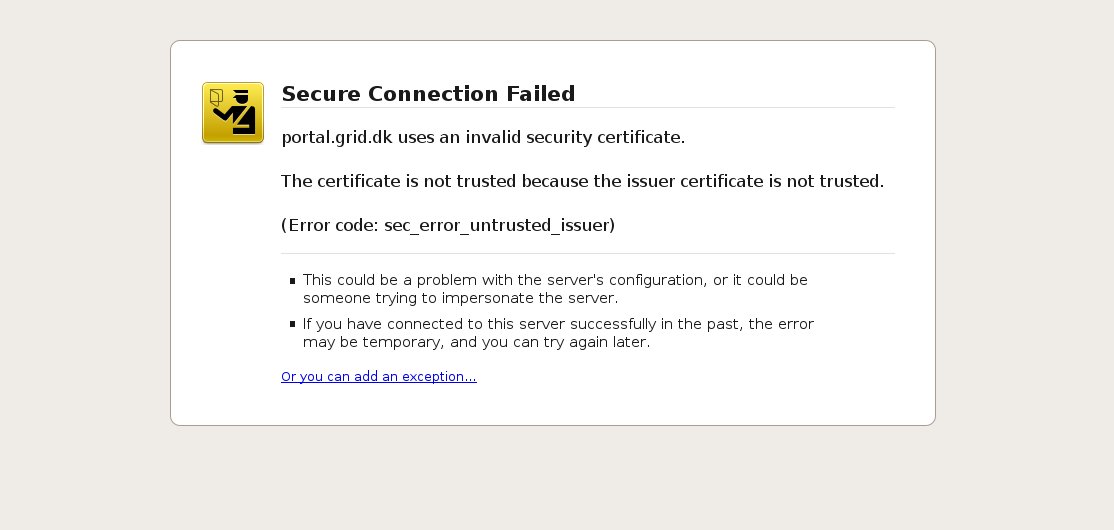 Secure Connection Failed
portal.grid.dk uses an invalid security certificate.
The certificate is not trusted because the issuer certificate is not trusted.
(Error code: sec_error_untrusted_issuer)
This could be a problem with the server's configuration, or it could be
someone trying to impersonate the server.
If you have connected to this server successfully in the past, the error
may be temporary, and you can try again later.
Or you can add an exception...